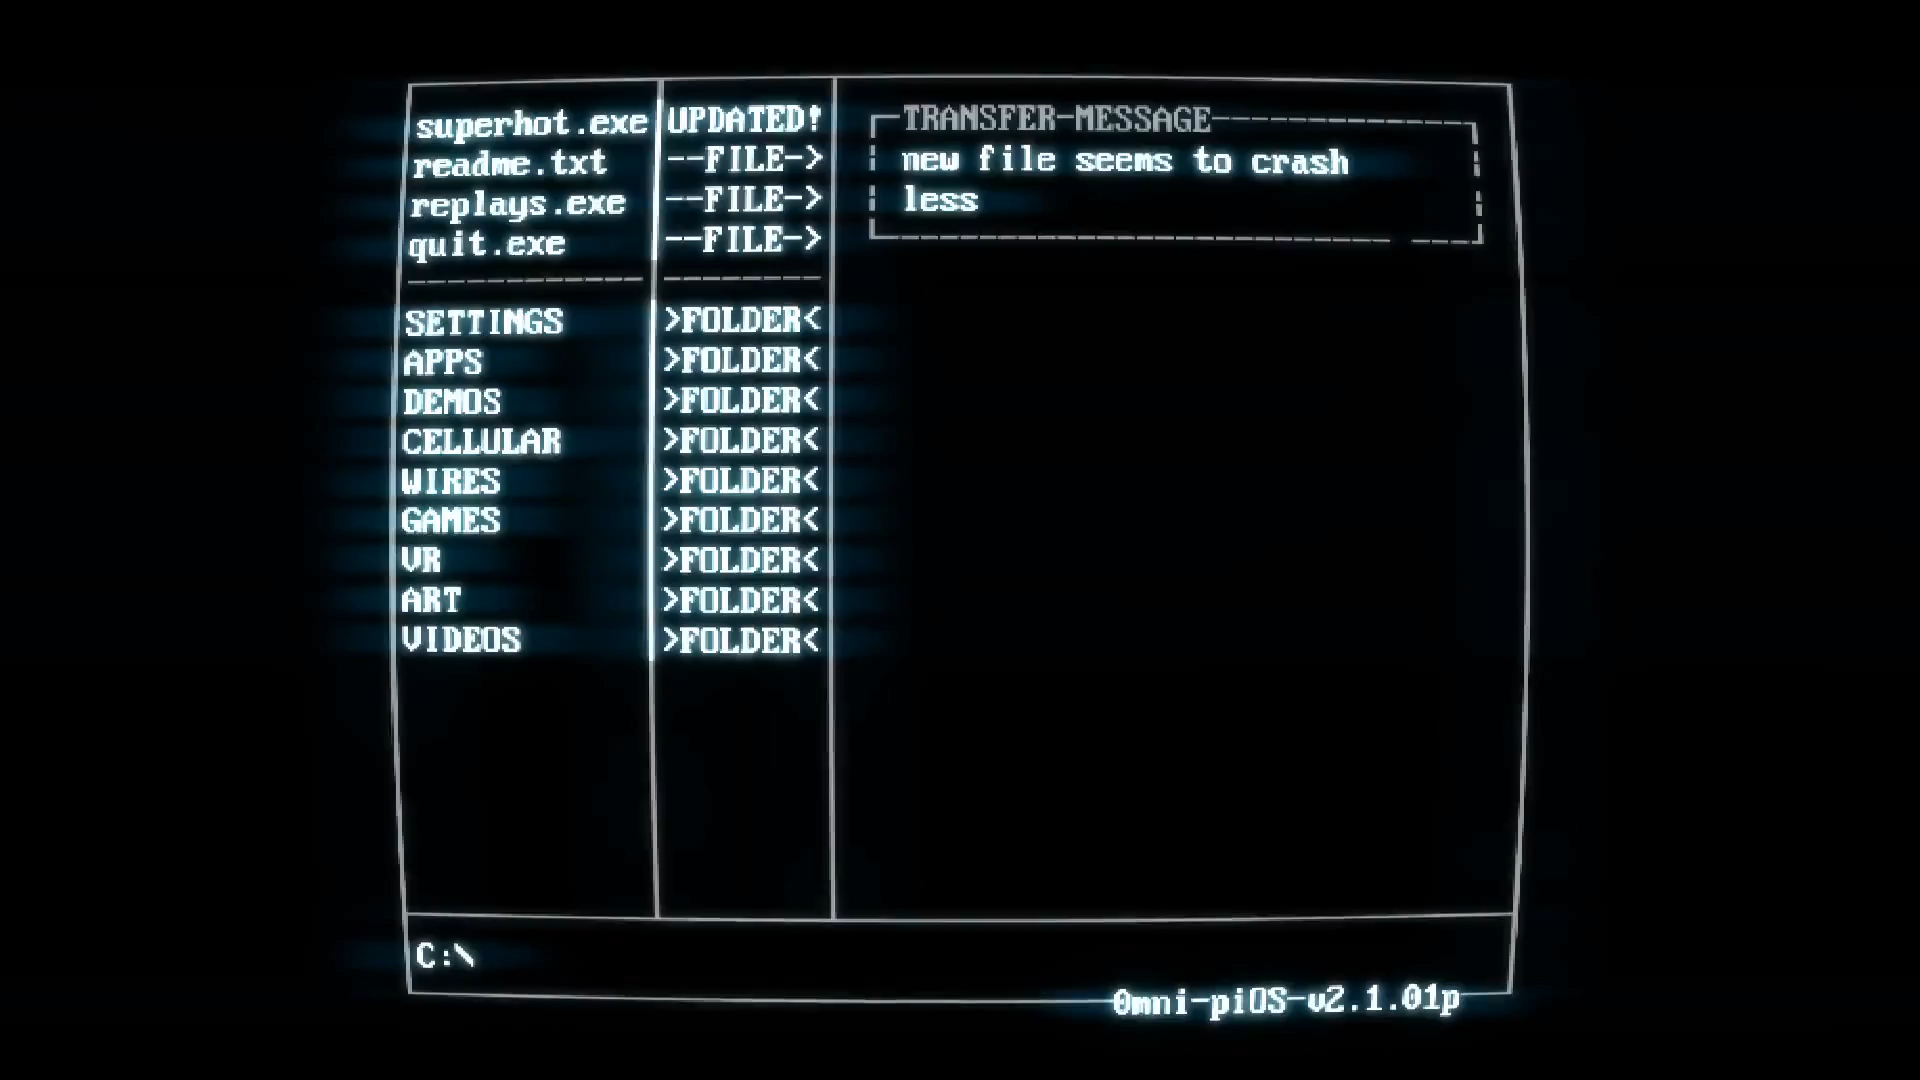 superhot.exe UPDATED!
readme.txt --FILE->
replays.exe --FILE->
quit.exe --FILE->
SETTINGS >FOLDER<
APPS >FOLDER<
DEMOS >FOLDER<
CELLULAR >FOLDER<
WIRES >FOLDER<
GAMES >FOLDER<
VR >FOLDER<
ART >FOLDER<
VIDEOS >FOLDER<
TRANSFER-MESSAGE
new file seems to crash
less
C:\
0mni-piOS-v2.1.01p